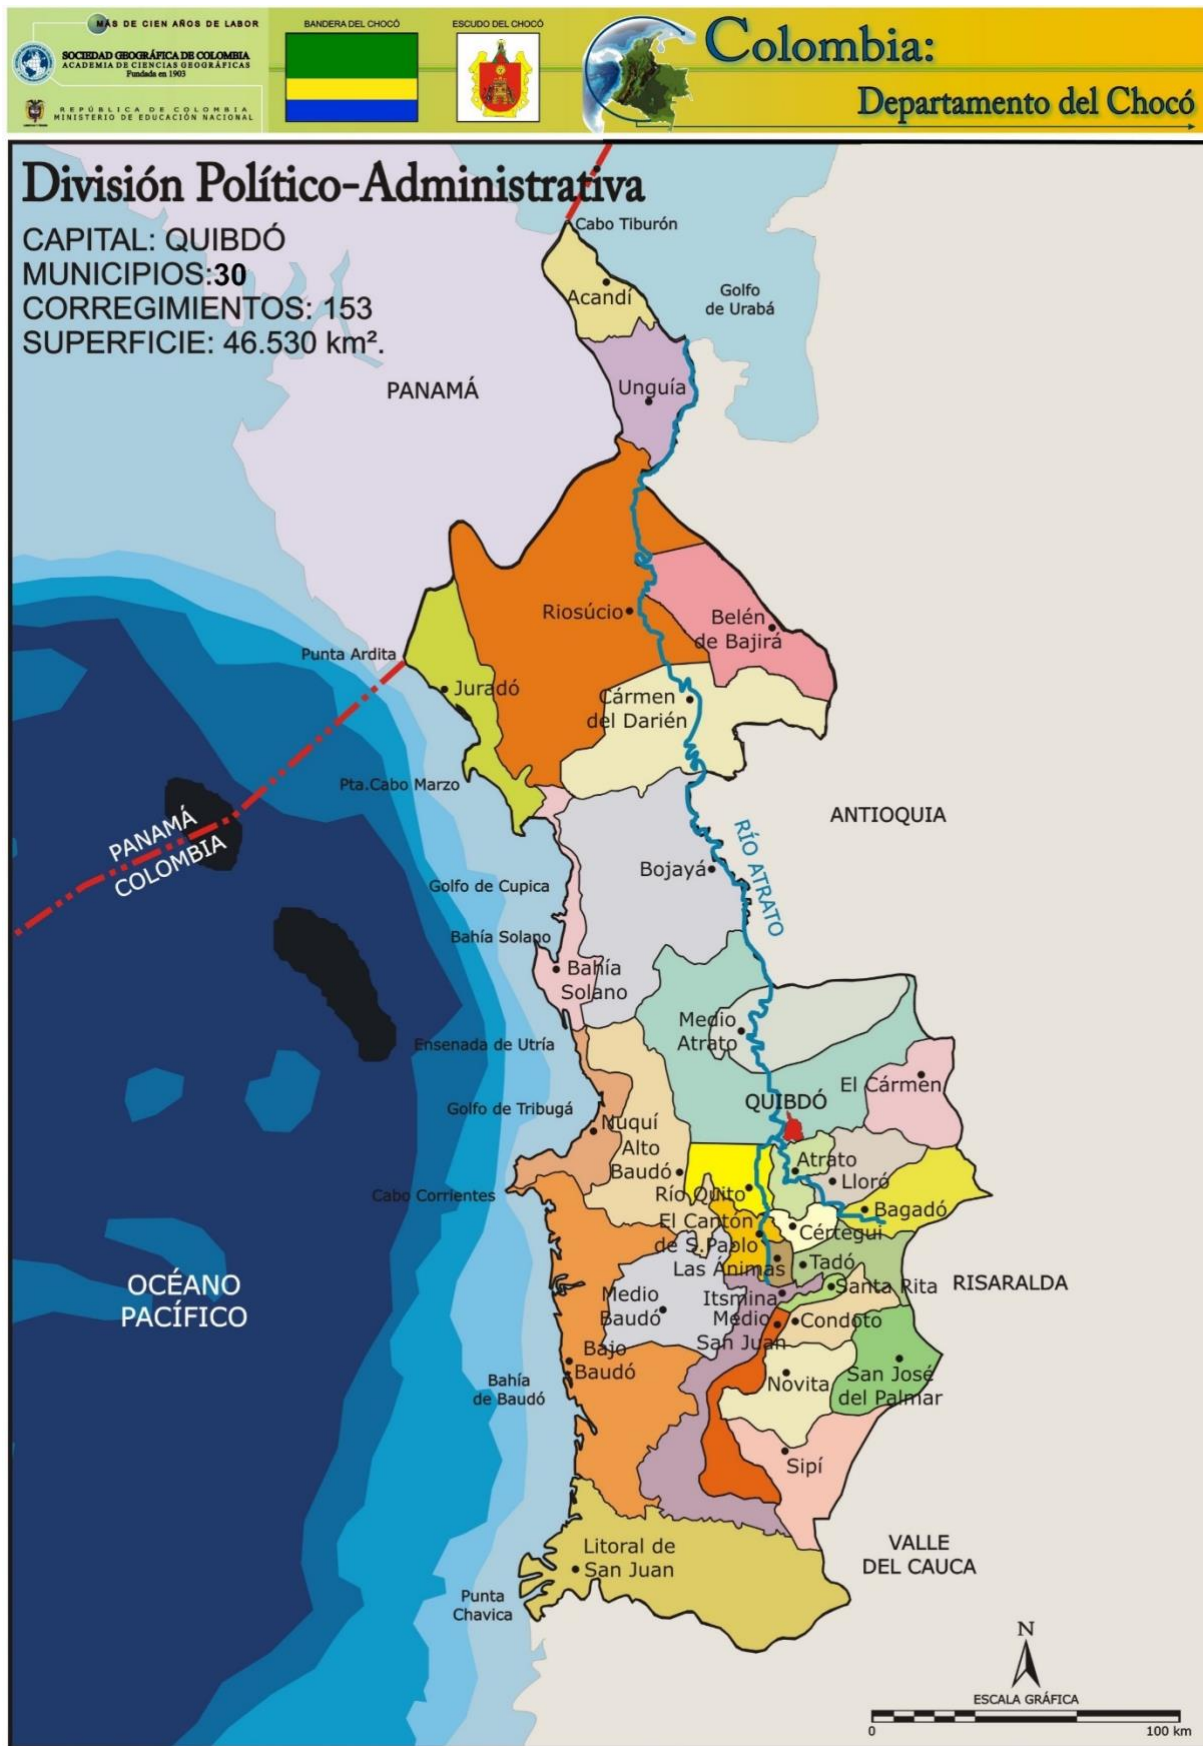 MÁS DE CIEN AÑOS DE LABOR
SOCIEDAD GEOGRÁFICA DE COLOMBIA
ACADEMIA DE CIENCIAS GEOGRÁFICAS
Fundada en 1903
REPÚBLICA DE COLOMBIA
MINISTERIO DE EDUCACIÓN NACIONAL
BANDERA DEL CHOCÓ
ESCUDO DEL CHOCÓ
Colombia:
Departamento del Chocó
División Político-Administrativa
CAPITAL: QUIBDÓ
MUNICIPIOS:30
CORREGIMIENTOS: 153
SUPERFICIE: 46.530 km².
Cabo Tiburón
Acandí
Golfo
de Urabá
PANAMÁ
Unguía
Riosúcio
Belén
de Bajirá
Punta Ardita
Juradó
Cármen
del Darién
Pta.Cabo Marzo
PANAMÁ
COLOMBIA
ANTIOQUIA
RÍO ATRATO
Bojayá
Golfo de Cupica
Bahía Solano
Bahía
Solano
Medio
Atrato
Ensenada de Utría
El Cármen
Golfo de Tribugá
QUIBDÓ
Nuquí
Alto
Baudó
Atrato
Lloró
Cabo Corrientes
Río Quito
Bagadó
El Cantón
de S.Pablo
Cértegui
Las Ánimas
Tadó
OCÉANO
PACÍFICO
Medio
Baudó
Itsmina
Santa Rita
RISARALDA
Medio
San Juan
Condoto
Bajo
Baudó
Bahía
de Baudó
Novita
San José
del Palmar
Sipí
Litoral de
San Juan
VALLE
DEL CAUCA
Punta
Chavica
N
ESCALA GRÁFICA
0 100 km